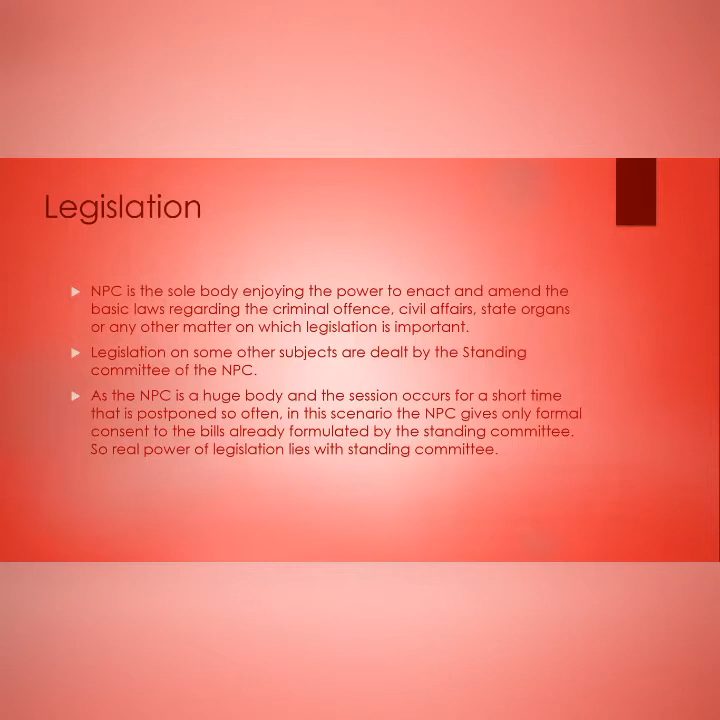 Legislation
NPC is the sole body enjoying the power to enact and amend the
basic laws regarding the criminal offence, civil affairs, state organs
or any other matter on which legislation is important.
Legislation on some other subjects are dealt by the Standing
committee of the NPC.
As the NPC is a huge body and the session occurs for a short time
that is postponed so often, in this scenario the NPC gives only formal
consent to the bills already formulated by the standing committee.
So real power of legislation lies with standing committee.